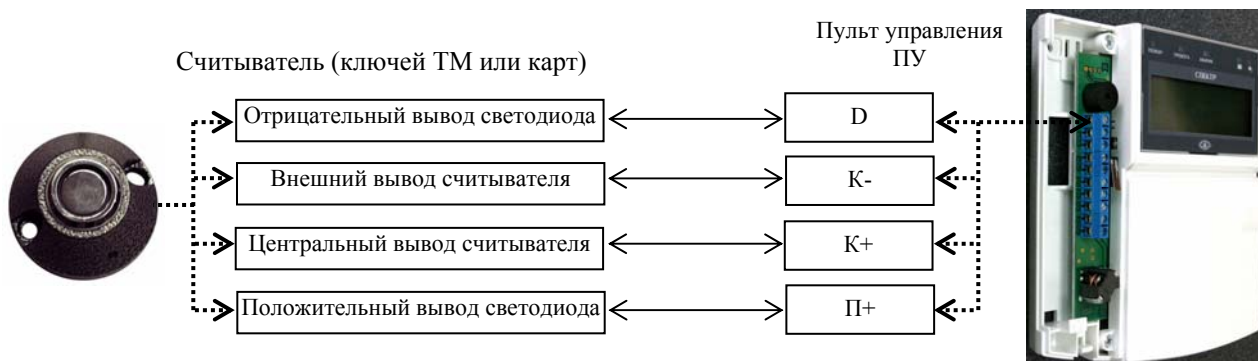 Пульт управления
ПУ
Считыватель (ключей ТМ или карт)
Отрицательный вывод светодиода
D
Внешний вывод считывателя
К-
Центральный вывод считывателя
К+
Положительный вывод светодиода
П+
СПЕКТР